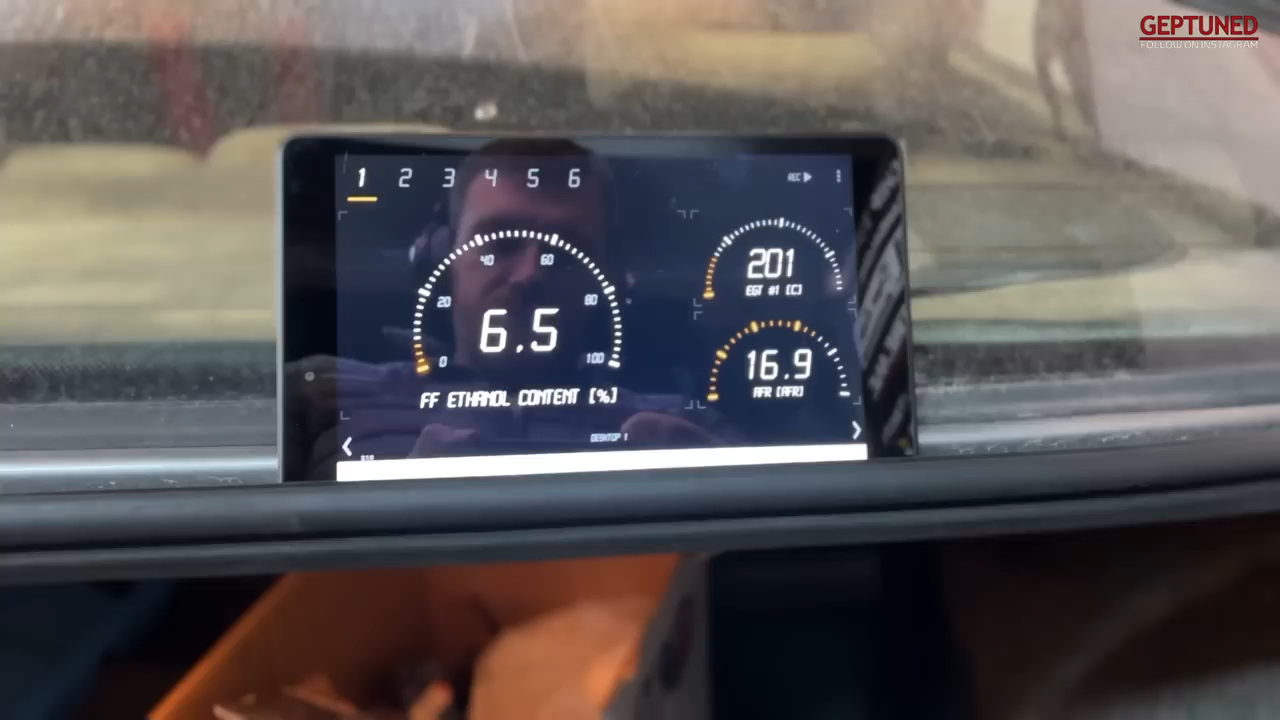 GEPTUNED
FOLLOW ON INSTAGRAM
1 2 3 4 5 6
REC
40 60
20 80
0 100
6.5
FF ETHANOL CONTENT [%]
201
EGT #1 [C]
16.9
AFR [AFR]
DESKTOP 1